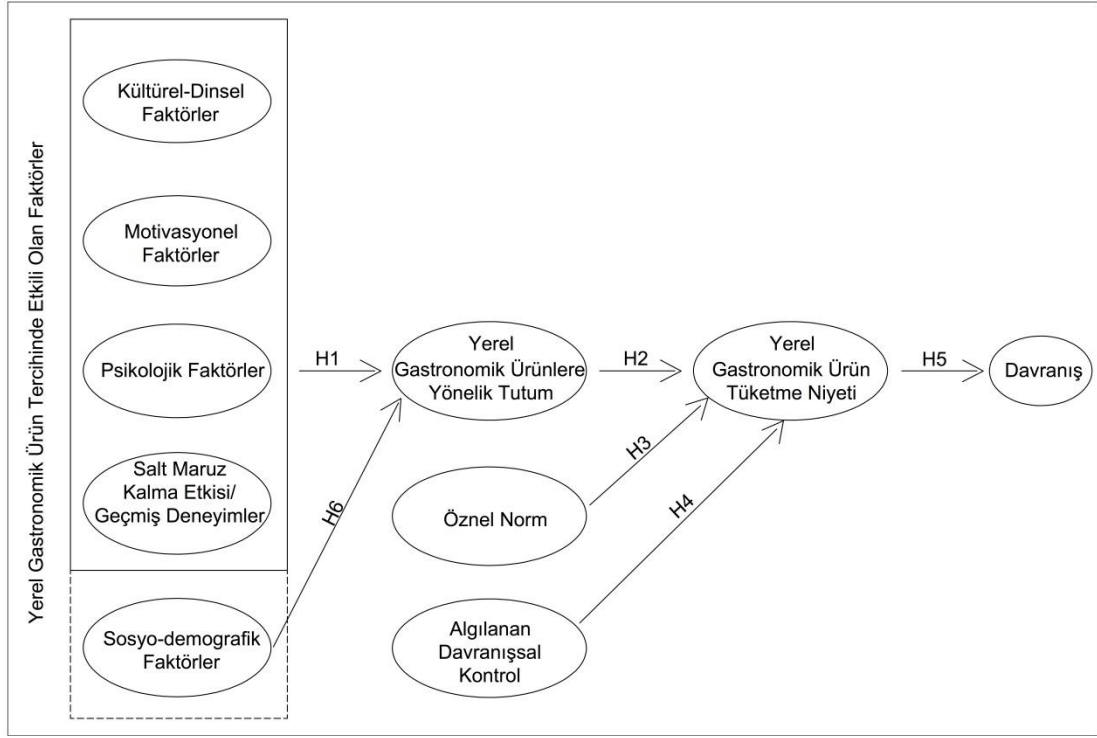 Yerel Gastronomik Ürün Tercihinde Etkili Olan Faktörler
Kültürel-Dinsel
Faktörler
Motivasyonel
Faktörler
Psikolojik Faktörler
Salt Maruz
Kalma Etkisi/
Geçmiş Deneyimler
Sosyo-demografik
Faktörler
H1
H6
Yerel
Gastronomik Ürünlere
Yönelik Tutum
Öznel Norm
Algılanan
Davranışsal
Kontrol
H2
H3
H4
Yerel
Gastronomik Ürün
Tüketme Niyeti
H5
Davranış